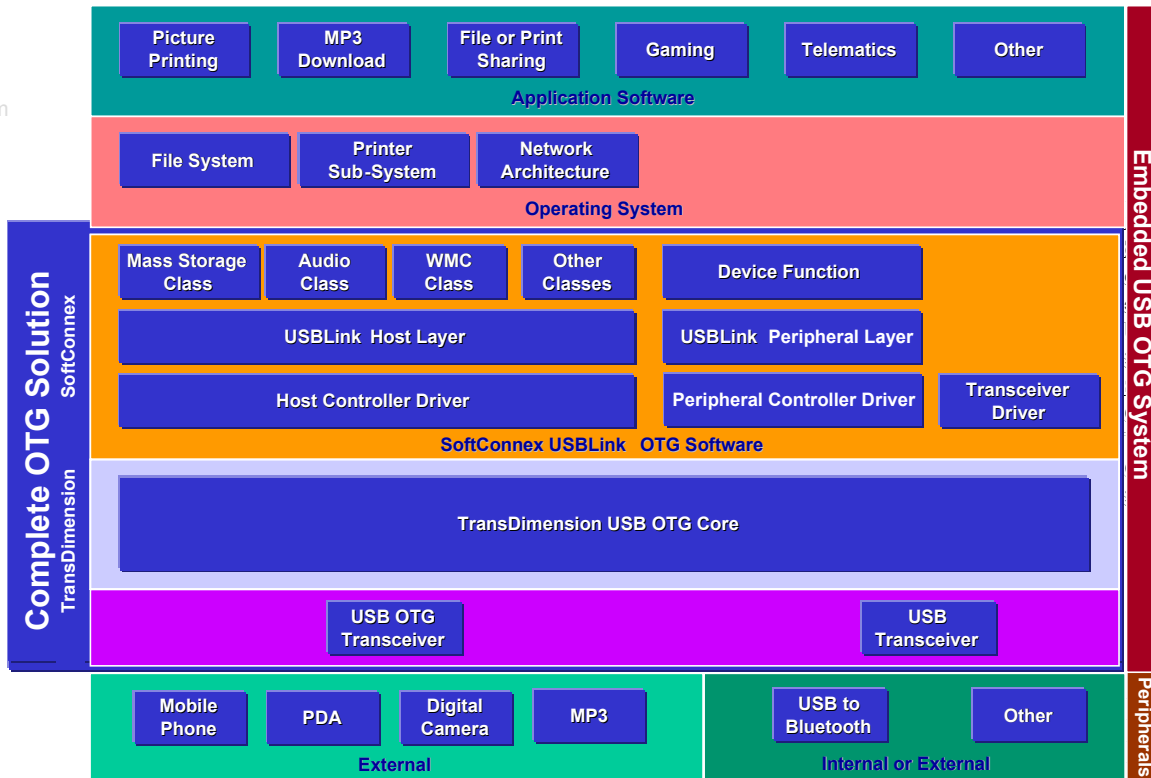 Picture
Printing
MP3
Download
File or Print
Sharing
Gaming
Telematics
Other
Application Software
File System
Printer
Sub-System
Network
Architecture
Operating System
Mass Storage
Class
Audio
Class
WMC
Class
Other
Classes
Device Function
USBLink Host Layer
USBLink Peripheral Layer
Host Controller Driver
Peripheral Controller Driver
Transceiver
Driver
SoftConnex USBLink OTG Software
TransDimension USB OTG Core
USB OTG
Transceiver
USB
Transceiver
Mobile
Phone
PDA
Digital
Camera
MP3
External
USB to
Bluetooth
Other
Internal or External
Complete OTG Solution
SoftConnex
TransDimension
Embedded USB OTG System
Peripherals